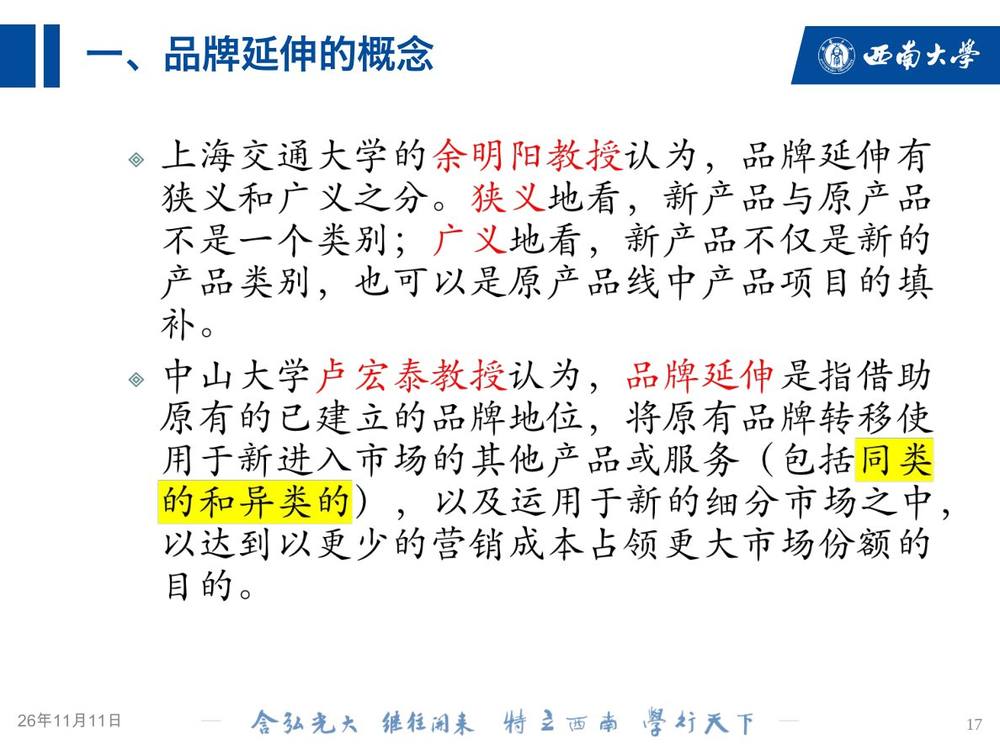 一、品牌延伸的概念
西南大学
上海交通大学的余明阳教授认为，品牌延伸有
狭义和广义之分。狭义地看，新产品与原产品
不是一个类别；广义地看，新产品不仅是新的
产品类别，也可以是原产品线中产品项目的填
补。
中山大学卢宏泰教授认为，品牌延伸是指借助
原有的已建立的品牌地位，将原有品牌转移使
用于新进入市场的其他产品或服务（包括同类
的和异类的），以及运用于新的细分市场之中，
以达到以更少的营销成本占领更大市场份额的
目的。
26年11月11日
含弘光大 继往开来 特立西南 學行天下
17